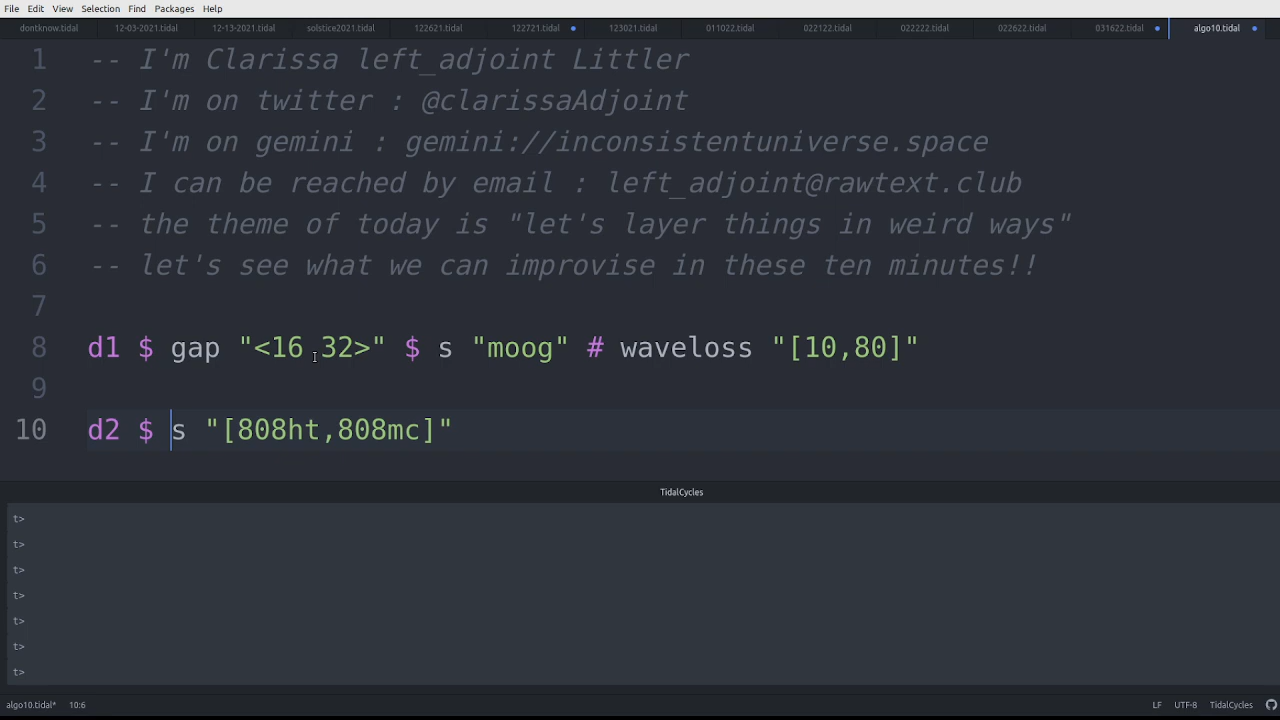 File Edit View Selection Find Packages Help
dontknow.tidal 12-03-2021.tidal 12-13-2021.tidal solstice2021.tidal 122621.tidal 122721.tidal 123021.tidal 011022.tidal 022122.tidal 022222.tidal 022622.tidal 031622.tidal algo10.tidal
1 -- I'm Clarissa left_adjoint Littler
2 -- I'm on twitter : @clarissaAdjoint
3 -- I'm on gemini : gemini://inconsistentuniverse.space
4 -- I can be reached by email : left_adjoint@rawtext.club
5 -- the theme of today is "let's layer things in weird ways"
6 -- let's see what we can improvise in these ten minutes!!
7
8 d1 $ gap "<16 32>" $ s "moog" # waveloss "[10,80]"
9
10 d2 $ s "[808ht,808mc]"
TidalCycles
t>
t>
t>
t>
t>
t>
t>
algo10.tidal* 10:6 LF UTF-8 TidalCycles